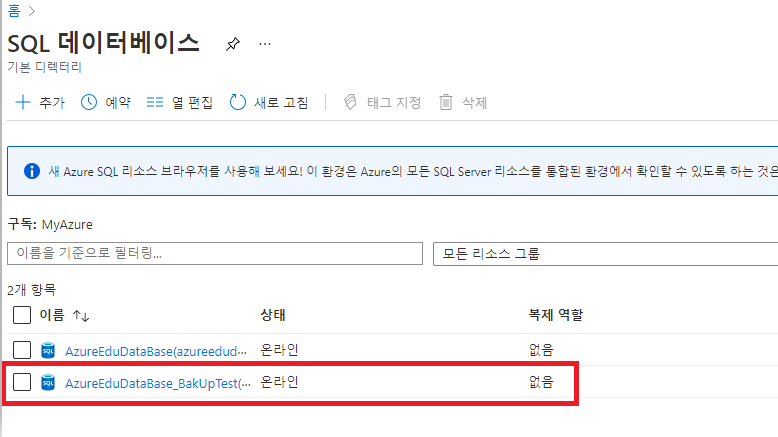 홈 >
SQL 데이터베이스 ...
기본 디렉터리
추가 예약 열 편집 새로 고침 태그 지정 삭제
새 Azure SQL 리소스 브라우저를 사용해 보세요! 이 환경은 Azure의 모든 SQL Server 리소스를 통합된 환경에서 확인할 수 있도록 하는 것은
구독: MyAzure
이름을 기준으로 필터링... 모든 리소스 그룹
2개 항목
이름 ↑↓ 상태 복제 역할
SQL AzureEduDataBase(azureedud... 온라인 없음
SQL AzureEduDataBase_BakUpTest(... 온라인 없음